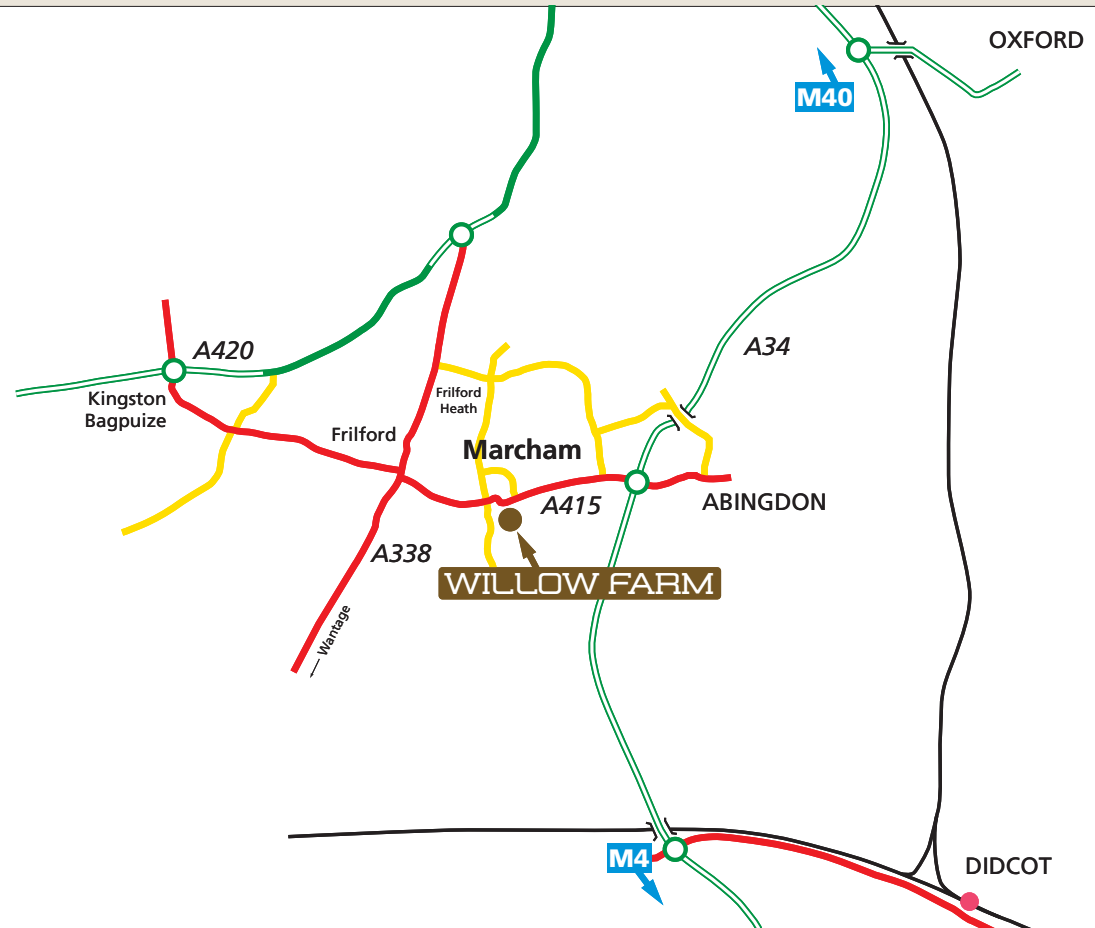 OXFORD
M40
A420
A34
Kingston
Bagpuize
Frilford
Heath
Frilford
Marcham
A415
ABINGDON
A338
WILLOW FARM
Wantage
M4
DIDCOT